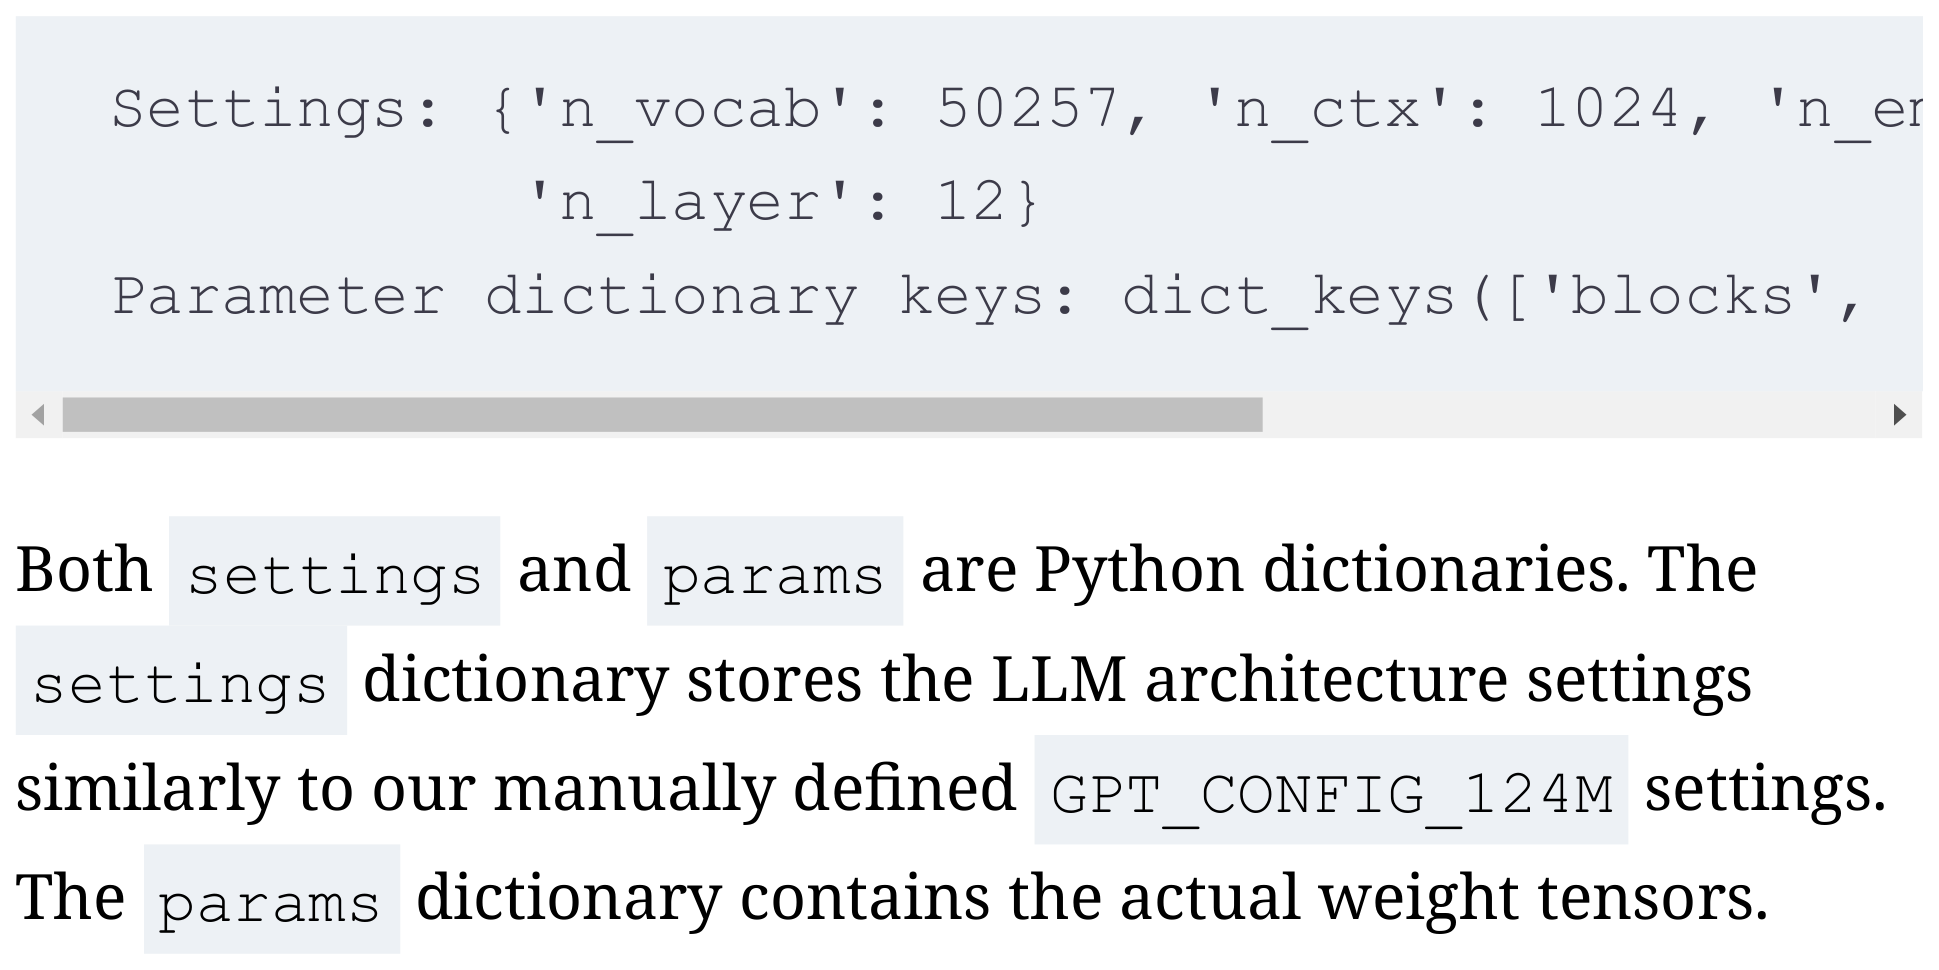 Settings: {'n_vocab': 50257, 'n_ctx': 1024, 
'n_layer': 12}
Parameter dictionary keys: dict_keys(['blocks',
Both settings and params are Python dictionaries. The
settings dictionary stores the LLM architecture settings
similarly to our manually defined GPT_CONFIG_124M settings.
The params dictionary contains the actual weight tensors.